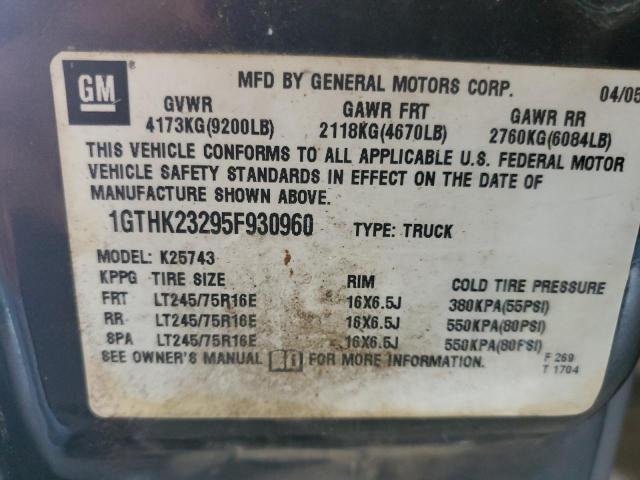 GM ®
MFD BY GENERAL MOTORS CORP. 04/05
GVWR GAWR FRT GAWR RR
4173KG(9200LB) 2118KG(4670LB) 2760KG(6084LB)
THIS VEHICLE CONFORMS TO ALL APPLICABLE U.S. FEDERAL MOTOR
VEHICLE SAFETY STANDARDS IN EFFECT ON THE DATE OF
MANUFACTURE SHOWN ABOVE.
1GTHK23295F930960 TYPE: TRUCK
MODEL: K25743
KPPG TIRE SIZE RIM COLD TIRE PRESSURE
FRT LT245/75R16E 16X6.5J 380KPA(55PSI)
RR LT245/75R16E 16X6.5J 550KPA(80PSI)
SPA LT245/75R16E 16X6.5J 550KPA(80PSI)
SEE OWNER'S MANUAL FOR MORE INFORMATION.
F 269
T 1704